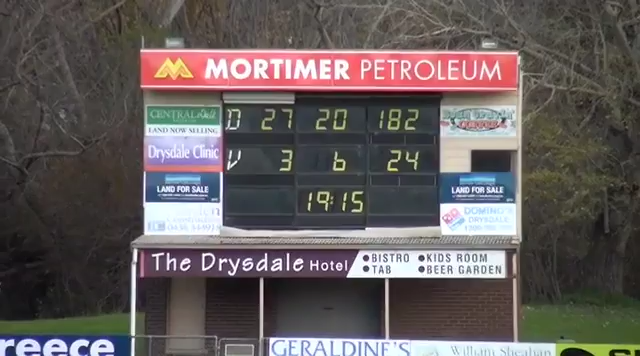 MORTIMER PETROLEUM
CENTRAL
LAND NOW SELLING
D 27 20 182
Drysdale Clinic
V 3 6 24
LAND FOR SALE
LAND FOR SALE
19:15
DOMINO'S
DRYSDALE
The Drysdale Hotel
BISTRO
KIDS ROOM
TAB
BEER GARDEN
reece
GERALDINE'S
William Sheahan